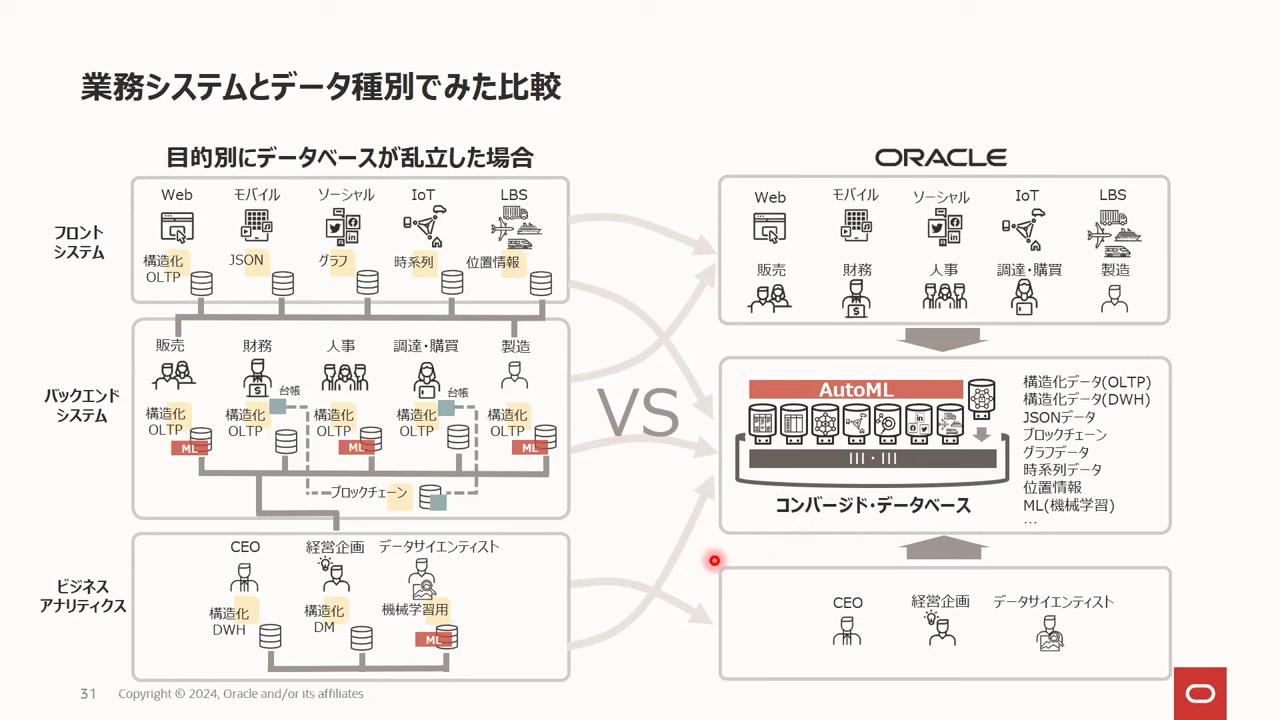 業務システムとデータ種別でみた比較
目的別にデータベースが乱立した場合
フロント
システム
Web
モバイル
ソーシャル
IoT
LBS
構造化
OLTP
JSON
グラフ
時系列
位置情報
バックエンド
システム
販売
財務
人事
調達・購買
製造
台帳
台帳
構造化
OLTP
構造化
OLTP
構造化
OLTP
構造化
OLTP
構造化
OLTP
ML
ML
ML
ブロックチェーン
ビジネス
アナリティクス
CEO
経営企画
データサイエンティスト
構造化
DWH
構造化
DM
機械学習用
ML
VS
ORACLE
Web
モバイル
ソーシャル
IoT
LBS
販売
財務
人事
調達・購買
製造
AutoML
コンバージド・データベース
構造化データ(OLTP)
構造化データ(DWH)
JSONデータ
ブロックチェーン
グラフデータ
時系列データ
位置情報
ML(機械学習)
…
CEO
経営企画
データサイエンティスト
31
Copyright © 2024, Oracle and/or its affiliates